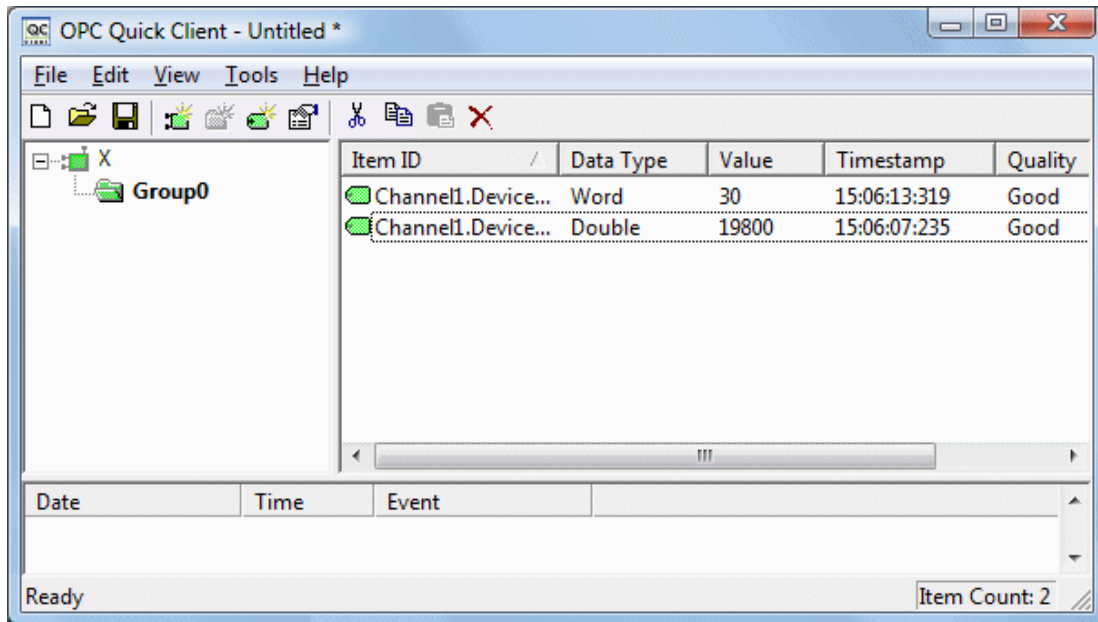 OPC Quick Client - Untitled *
File Edit View Tools Help
X
Group0
Item ID Data Type Value Timestamp Quality
Channel1.Device... Word 30 15:06:13:319 Good
Channel1.Device... Double 19800 15:06:07:235 Good
Date Time Event
Ready Item Count: 2